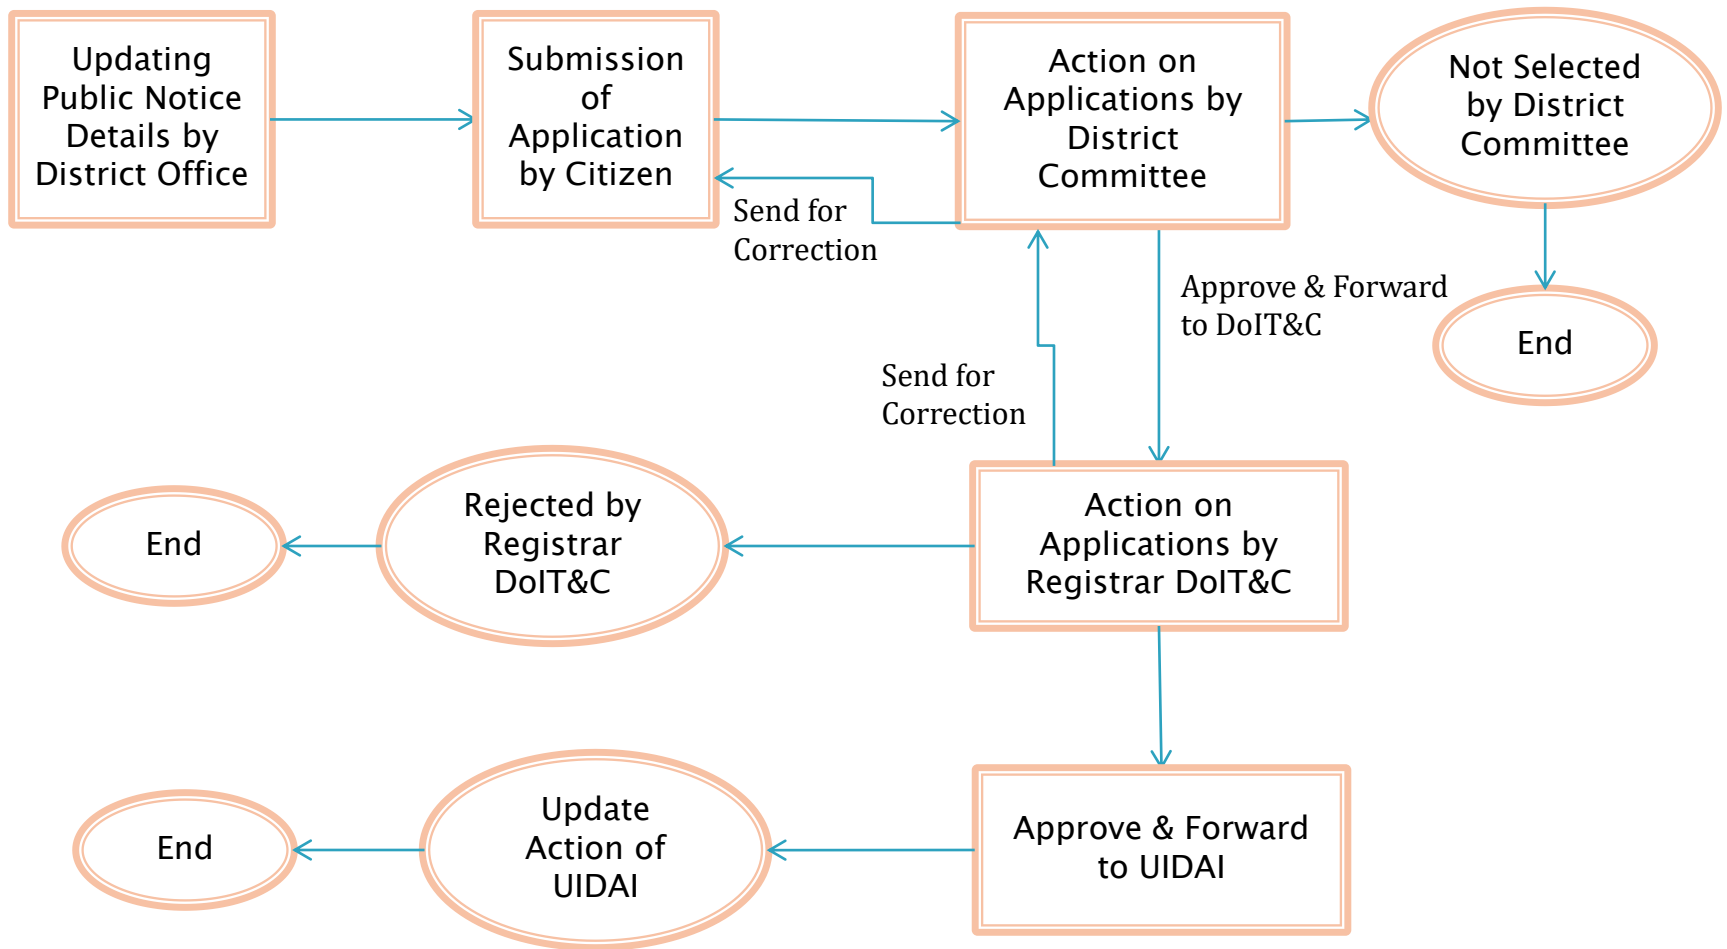 Updating
Public Notice
Details by
District Office
Submission
of
Application
by Citizen
Action on
Applications by
District
Committee
Not Selected
by District
Committee
Send for
Correction
Approve & Forward
to DoIT&C
End
Send for
Correction
End
Rejected by
Registrar
DoIT&C
Action on
Applications by
Registrar DoIT&C
End
Update
Action of
UIDAI
Approve & Forward
to UIDAI